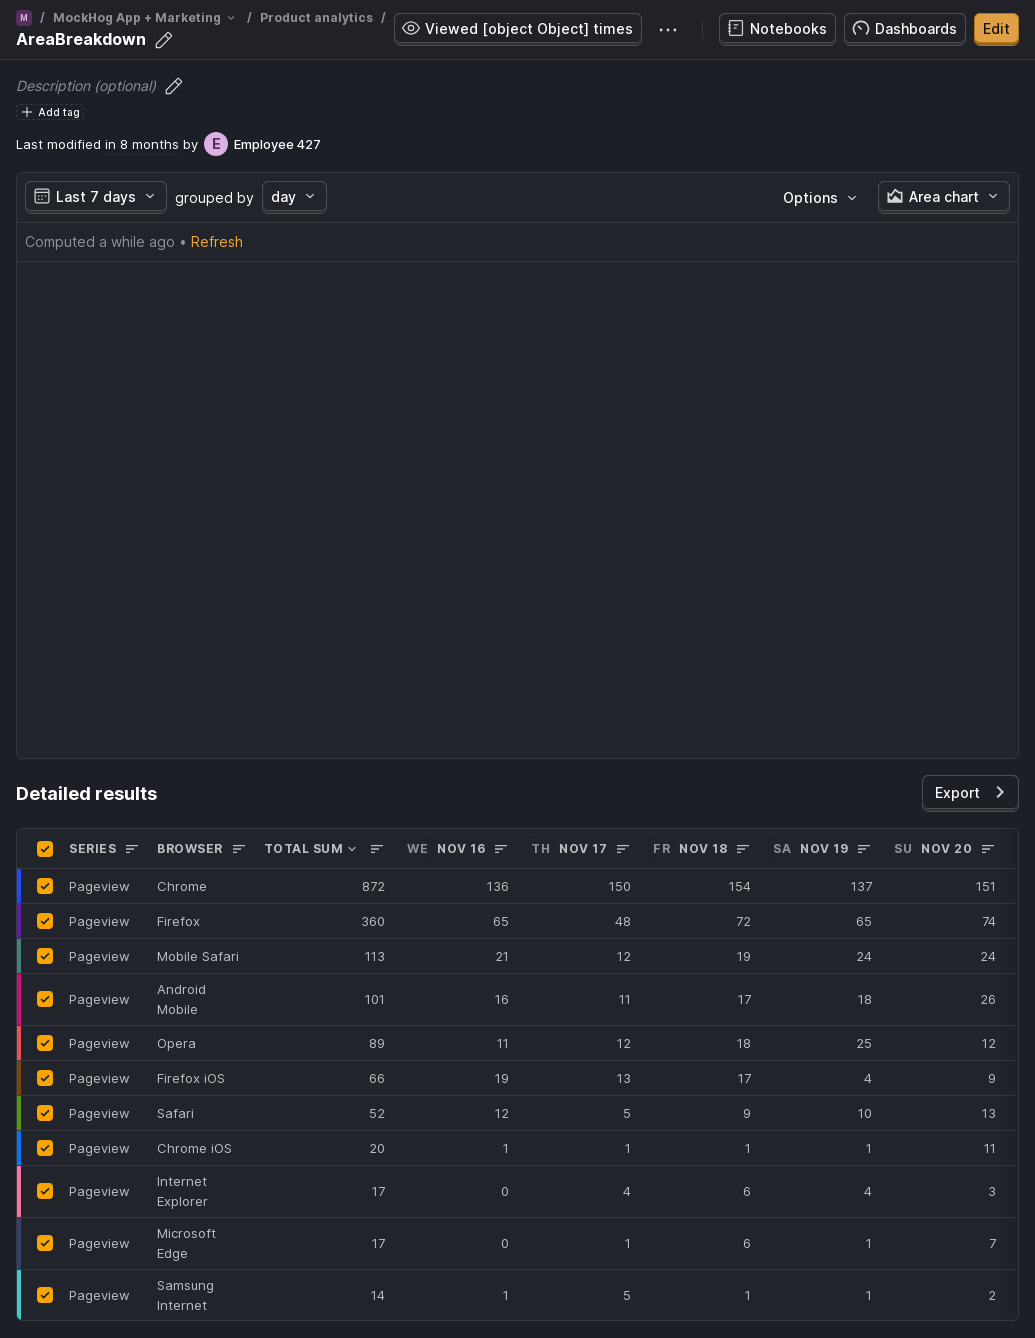 M / MockHog App + Marketing / Product analytics /
AreaBreakdown
Viewed [object Object] times
Notebooks
Dashboards
Edit
Description (optional)
Add tag
Last modified in 8 months by E Employee 427
Last 7 days grouped by day Options Area chart
Computed a while ago • Refresh
Detailed results
Export
SERIES BROWSER TOTAL SUM WE NOV 16 TH NOV 17 FR NOV 18 SA NOV 19 SU NOV 20
Pageview Chrome 872 136 150 154 137 151
Pageview Firefox 360 65 48 72 65 74
Pageview Mobile Safari 113 21 12 19 24 24
Pageview Android Mobile 101 16 11 17 18 26
Pageview Opera 89 11 12 18 25 12
Pageview Firefox iOS 66 19 13 17 4 9
Pageview Safari 52 12 5 9 10 13
Pageview Chrome iOS 20 1 1 1 1 11
Pageview Internet Explorer 17 0 4 6 4 3
Pageview Microsoft Edge 17 0 1 6 1 7
Pageview Samsung Internet 14 1 5 1 1 2